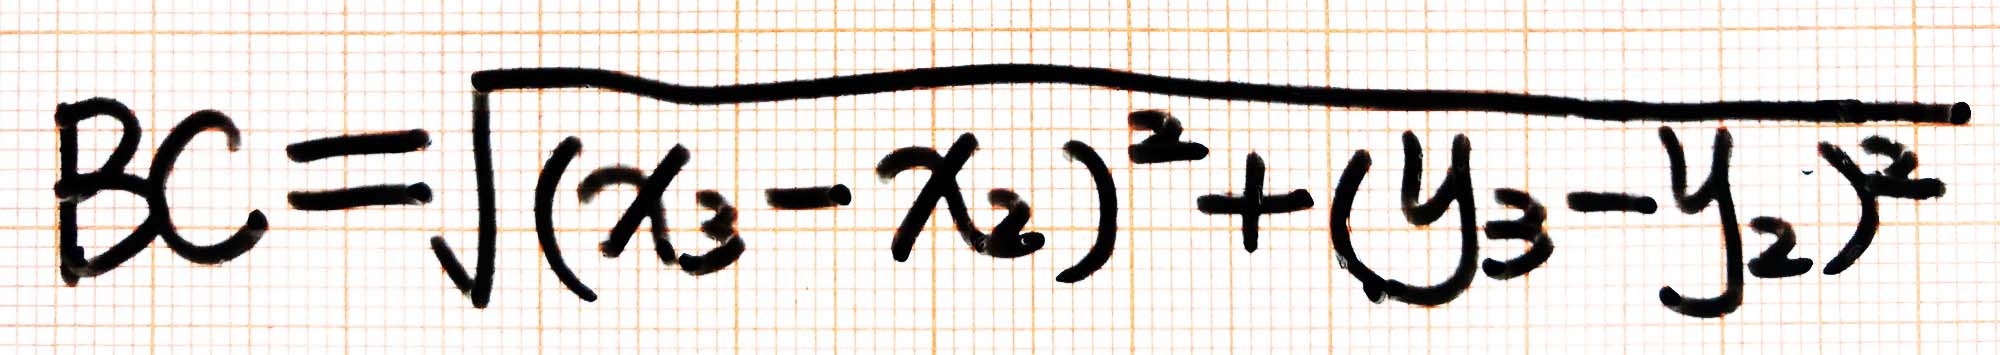 BC = √((x₃ - x₂)² + (y₃ - y₂)²)